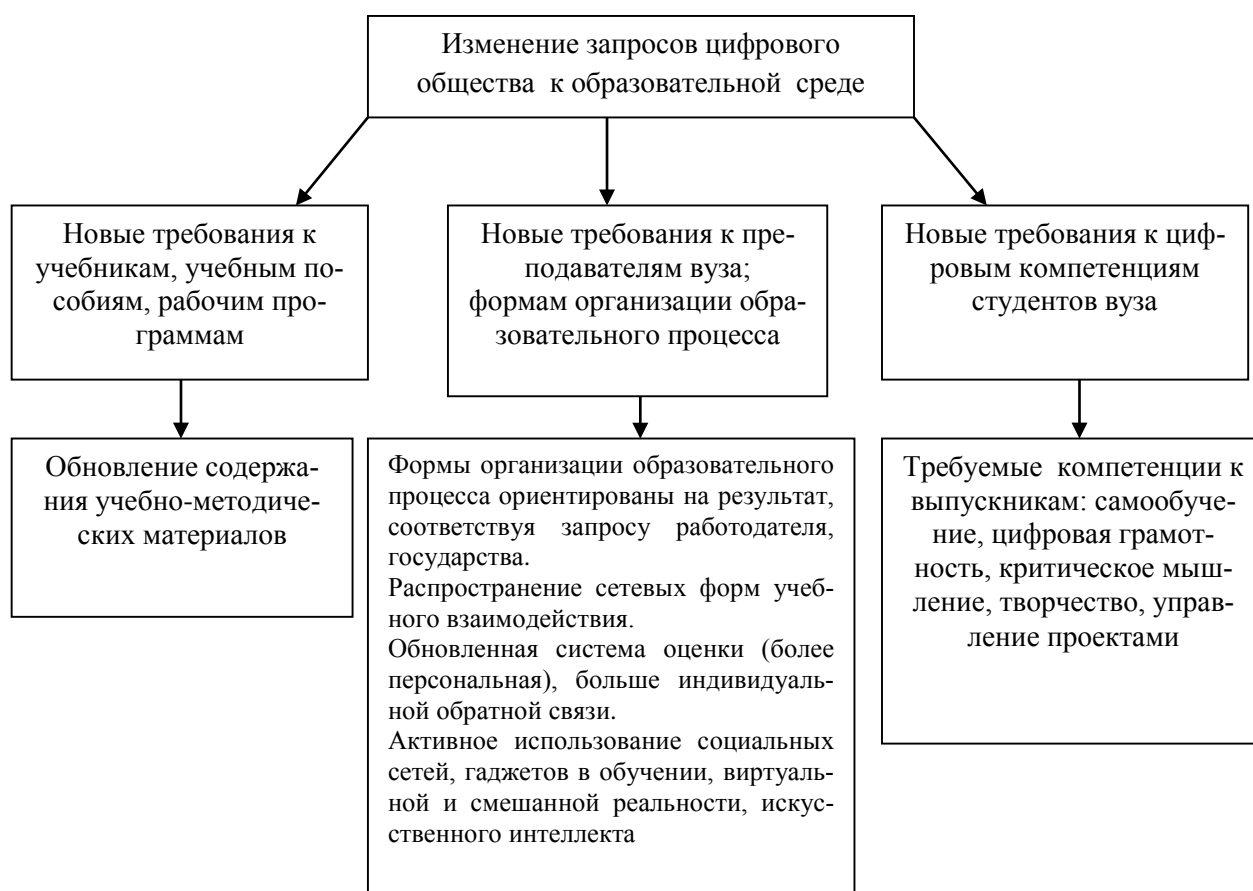 Изменение запросов цифрового
общества к образовательной среде
Новые требования к
учебникам, учебным по-
собиям, рабочим про-
граммам
Новые требования к пре-
подавателям вуза;
формам организации обра-
зовательного процесса
Новые требования к циф-
ровым компетенциям
студентов вуза
Обновление содержа-
ния учебно-методиче-
ских материалов
Формы организации образовательного
процесса ориентированы на результат,
соответствуя запросу работодателя,
государства.
Распространение сетевых форм учеб-
ного взаимодействия.
Обновленная система оценки (более
персональная), больше индивидуаль-
ной обратной связи.
Активное использование социальных
сетей, гаджетов в обучении, виртуаль-
ной и смешанной реальности, искус-
ственного интеллекта
Требуемые компетенции к
выпускникам: самообуче-
ние, цифровая грамот-
ность, критическое мыш-
ление, творчество, управ-
ление проектами